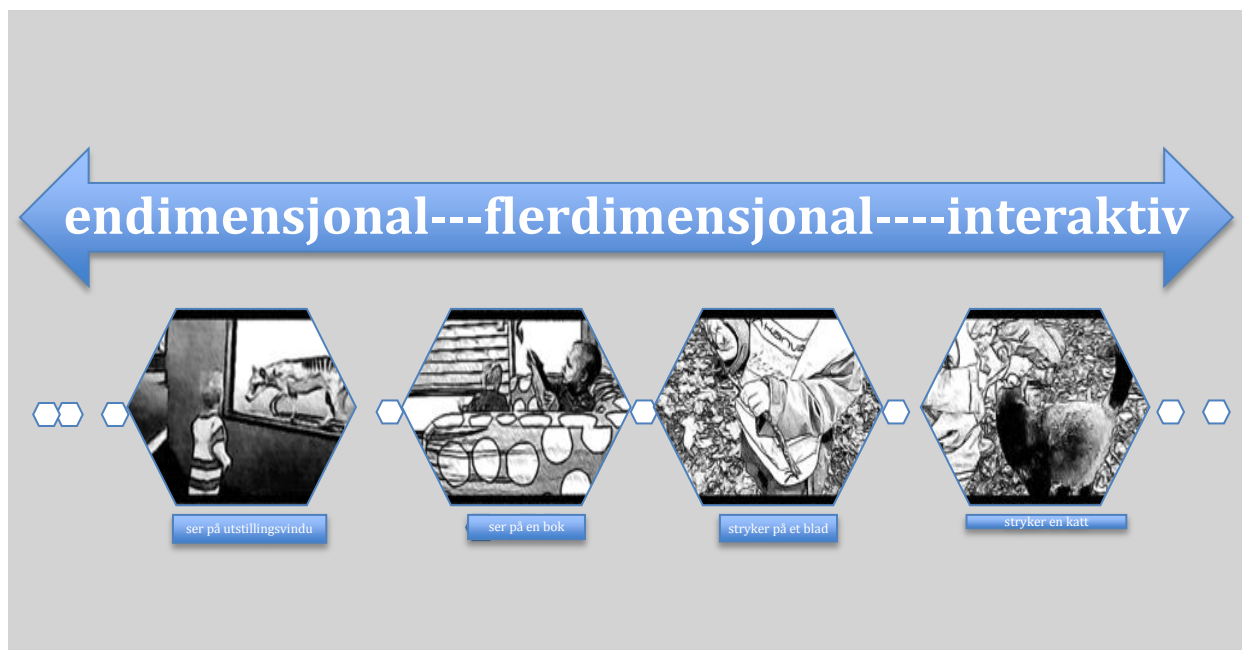 endimensjonal---flerdimensjonal----interaktiv
ser på utstillingsvindu
ser på en bok
stryker på et blad
stryker en katt